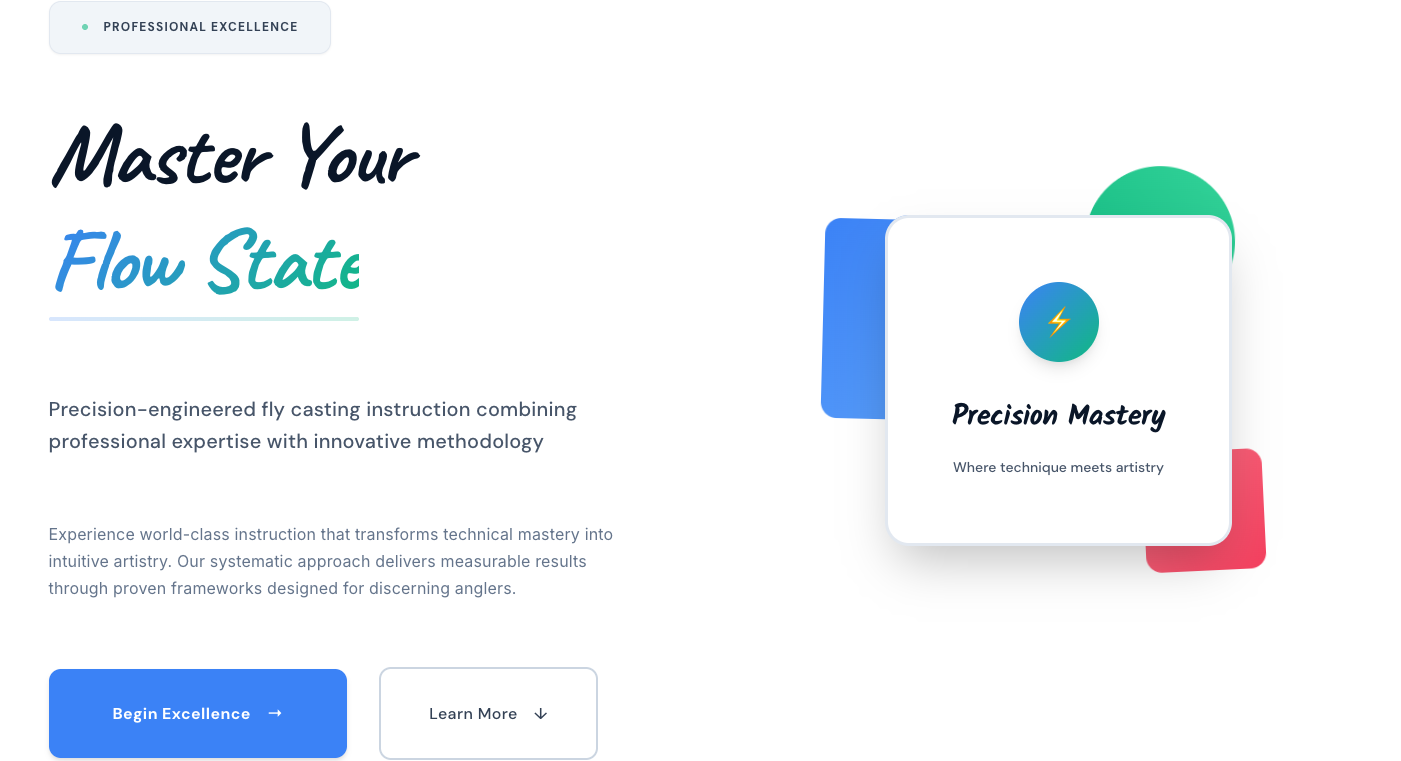 PROFESSIONAL EXCELLENCE
Master Your
Flow State
Precision-engineered fly casting instruction combining
professional expertise with innovative methodology
Experience world-class instruction that transforms technical mastery into
intuitive artistry. Our systematic approach delivers measurable results
through proven frameworks designed for discerning anglers.
Begin Excellence →
Learn More ↓
Precision Mastery
Where technique meets artistry